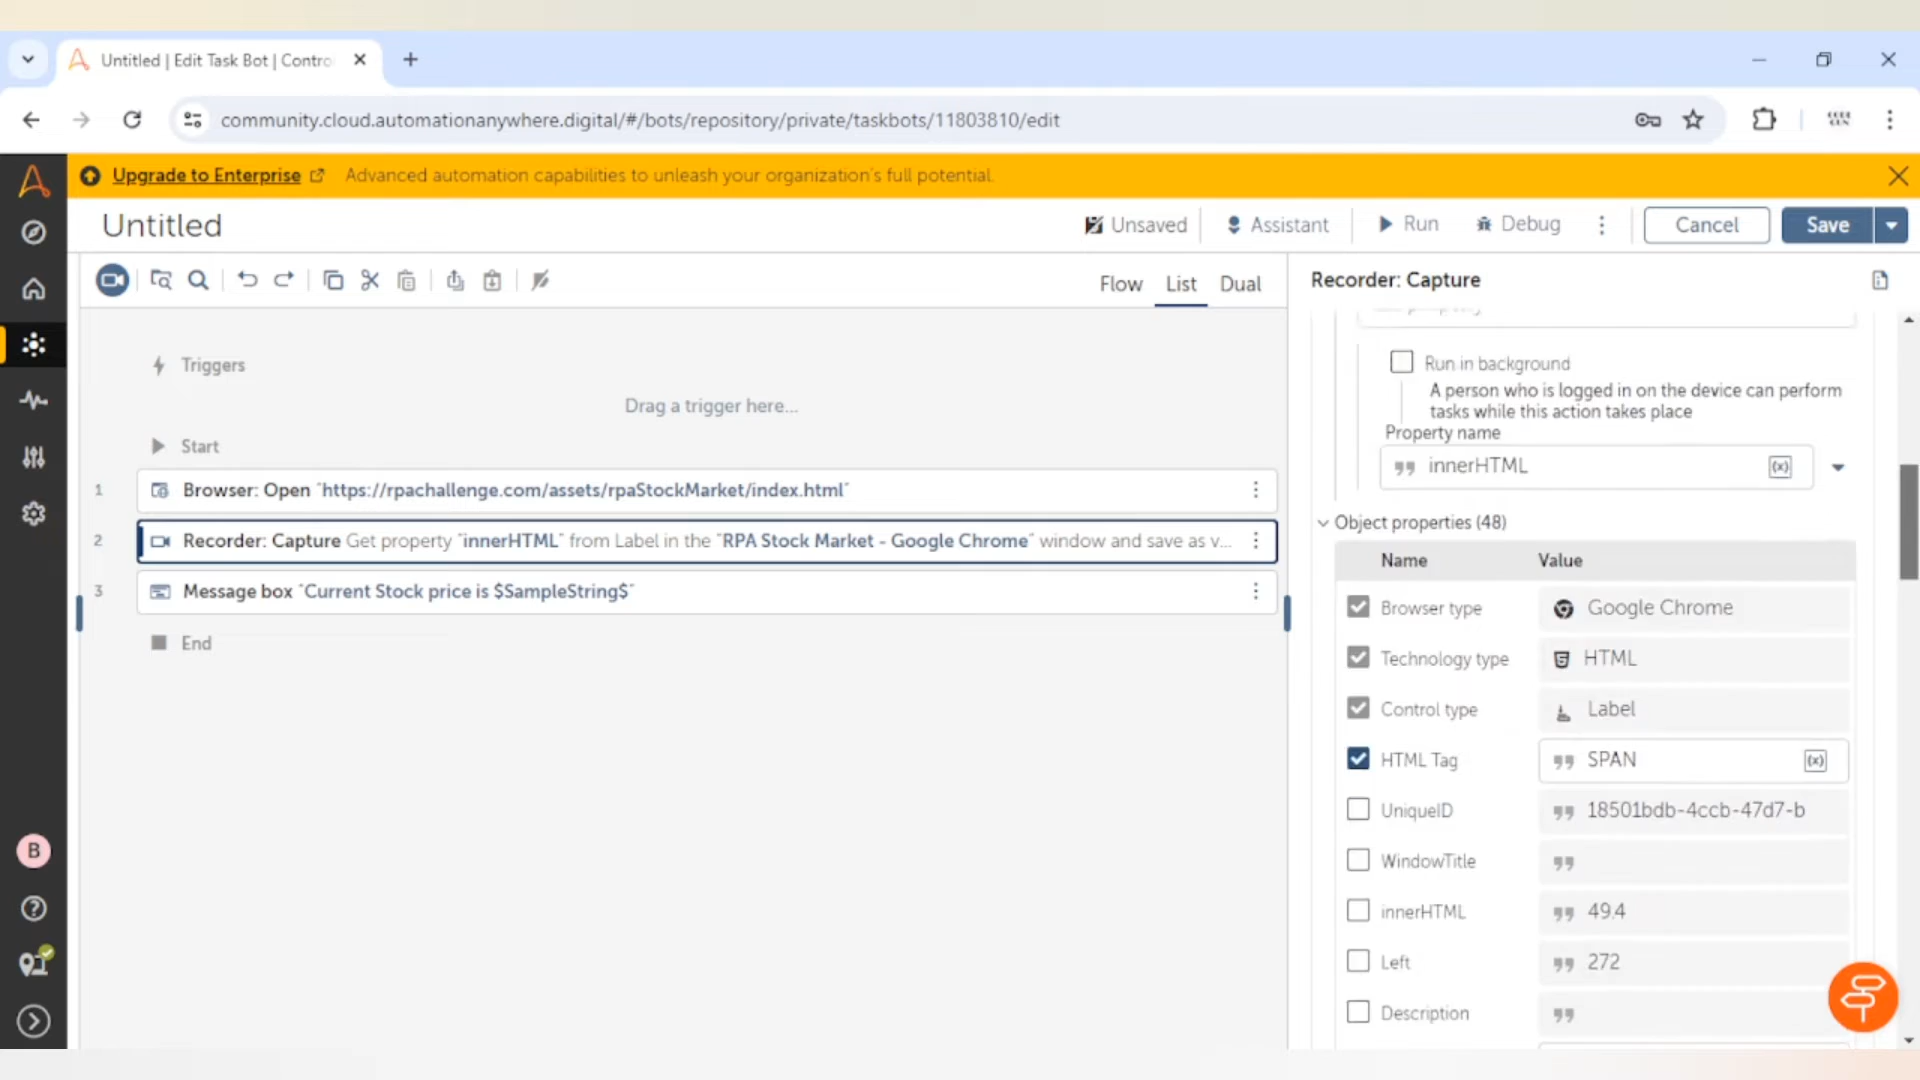 Untitled | Edit Task Bot | Contro
community.cloud.automationanywhere.digital/#/bots/repository/private/taskbots/11803810/edit
Upgrade to Enterprise Advanced automation capabilities to unleash your organization's full potential.
Untitled
Unsaved
Assistant
Run
Debug
Cancel
Save
Flow
List
Dual
Recorder: Capture
Triggers
Drag a trigger here...
Start
1 Browser: Open "https://rpachallenge.com/assets/rpaStockMarket/index.html"
2 Recorder: Capture Get property "innerHTML" from Label in the "RPA Stock Market - Google Chrome" window and save as v...
3 Message box "Current Stock price is $SampleString$"
End
Run in background
A person who is logged in on the device can perform
tasks while this action takes place
Property name
innerHTML (x)
Object properties (48)
Name Value
Browser type Google Chrome
Technology type HTML
Control type Label
HTML Tag SPAN (x)
UniqueID 18501bdb-4ccb-47d7-b
WindowTitle
innerHTML 49.4
Left 272
Description
B